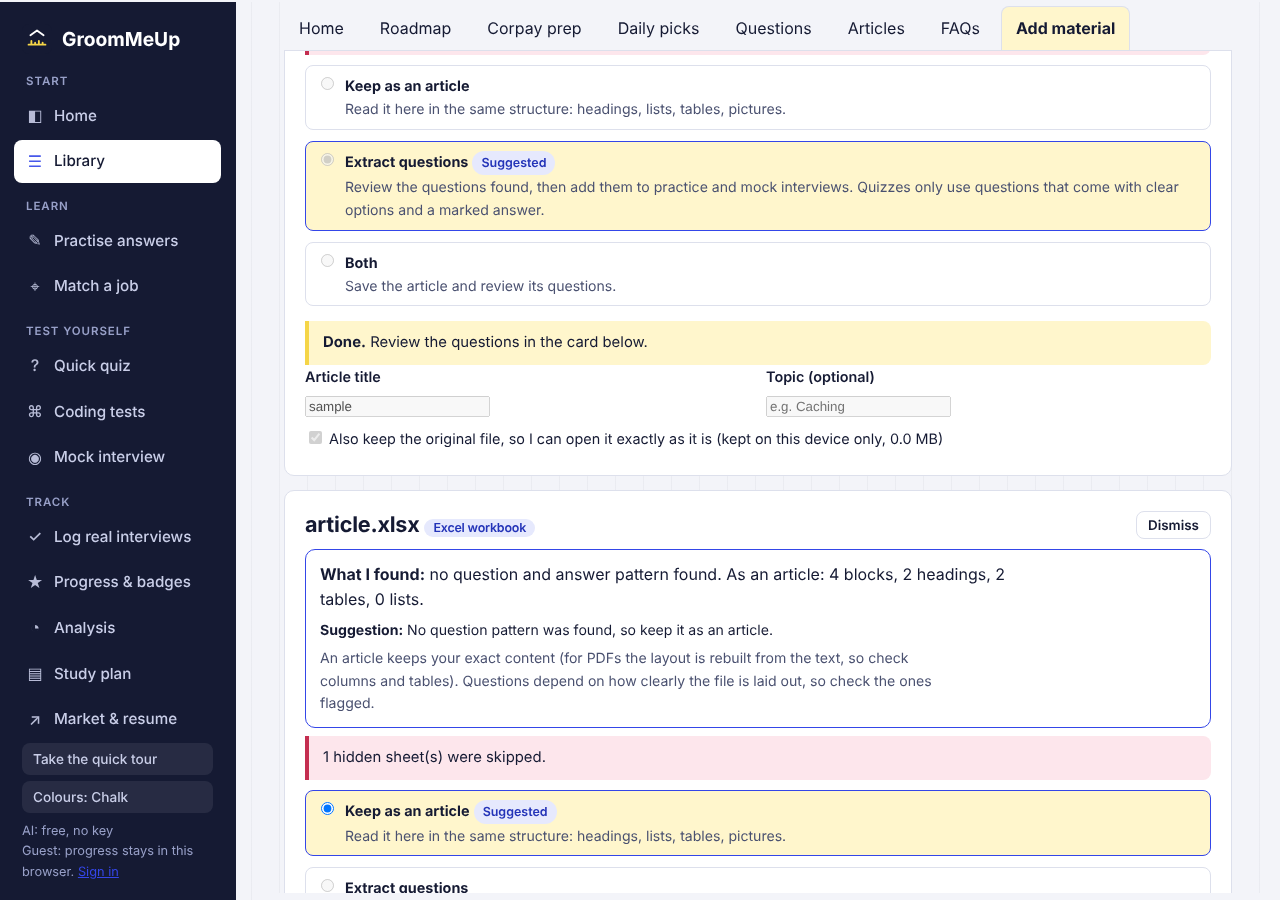 GroomMeUp
START
Home
Library
LEARN
Practise answers
Match a job
TEST YOURSELF
? Quick quiz
Coding tests
Mock interview
TRACK
Log real interviews
Progress & badges
Analysis
Study plan
Market & resume
Take the quick tour
Colours: Chalk
AI: free, no key
Guest: progress stays in this
browser. Sign in
Home Roadmap Corpay prep Daily picks Questions Articles FAQs Add material
Keep as an article
Read it here in the same structure: headings, lists, tables, pictures.
Extract questions Suggested
Review the questions found, then add them to practice and mock interviews. Quizzes only use questions that come with clear
options and a marked answer.
Both
Save the article and review its questions.
Done. Review the questions in the card below.
Article title Topic (optional)
sample e.g. Caching
Also keep the original file, so I can open it exactly as it is (kept on this device only, 0.0 MB)
article.xlsx Excel workbook Dismiss
What I found: no question and answer pattern found. As an article: 4 blocks, 2 headings, 2
tables, 0 lists.
Suggestion: No question pattern was found, so keep it as an article.
An article keeps your exact content (for PDFs the layout is rebuilt from the text, so check
columns and tables). Questions depend on how clearly the file is laid out, so check the ones
flagged.
1 hidden sheet(s) were skipped.
Keep as an article Suggested
Read it here in the same structure: headings, lists, tables, pictures.
Extract questions